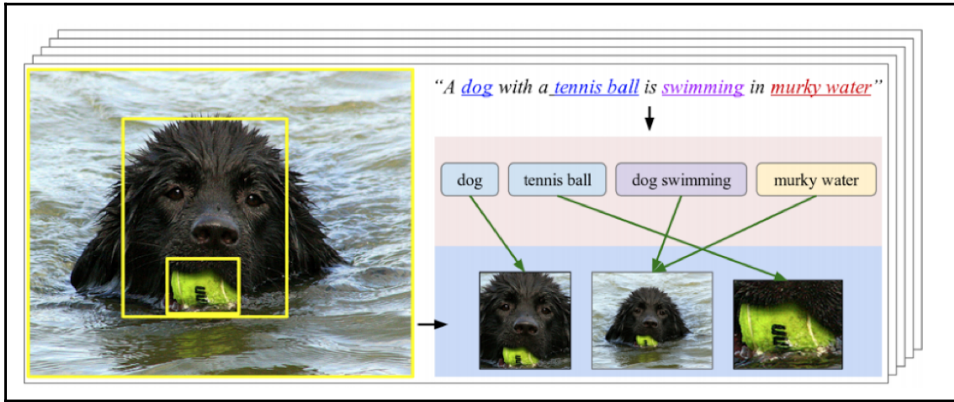 “A dog with a tennis ball is swimming in murky water”
dog
tennis ball
dog swimming
murky water